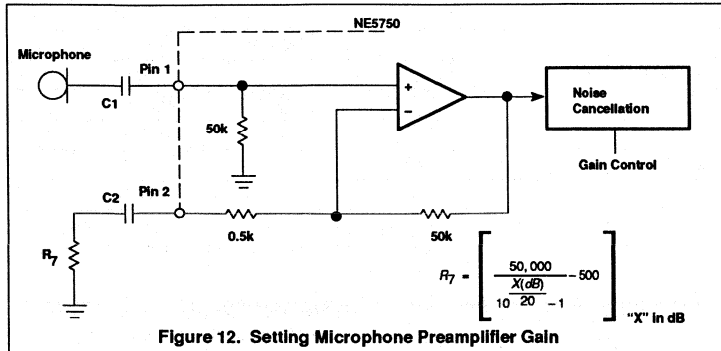 NE5750
Microphone
Pin 1
C1
+
−
50k
Noise
Cancellation
Gain Control
C2
Pin 2
0.5k
50k
R7
R7 = [ 50,000 / (10^(X(dB)/20) − 1) − 500 ] "X" in dB
Figure 12. Setting Microphone Preamplifier Gain